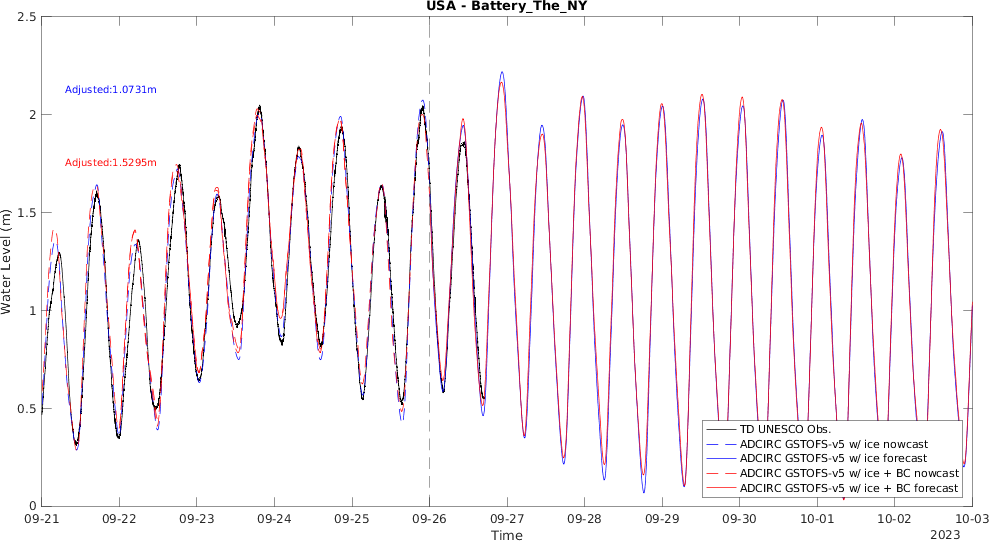 USA - Battery_The_NY
2.5
2
1.5
1
0.5
0
Water Level (m)
Adjusted:1.0731m
Adjusted:1.5295m
TD UNESCO Obs.
ADCIRC GSTOFS-v5 w/ ice nowcast
ADCIRC GSTOFS-v5 w/ ice forecast
ADCIRC GSTOFS-v5 w/ ice + BC nowcast
ADCIRC GSTOFS-v5 w/ ice + BC forecast
09-21 09-22 09-23 09-24 09-25 09-26 09-27 09-28 09-29 09-30 10-01 10-02 10-03
Time
2023